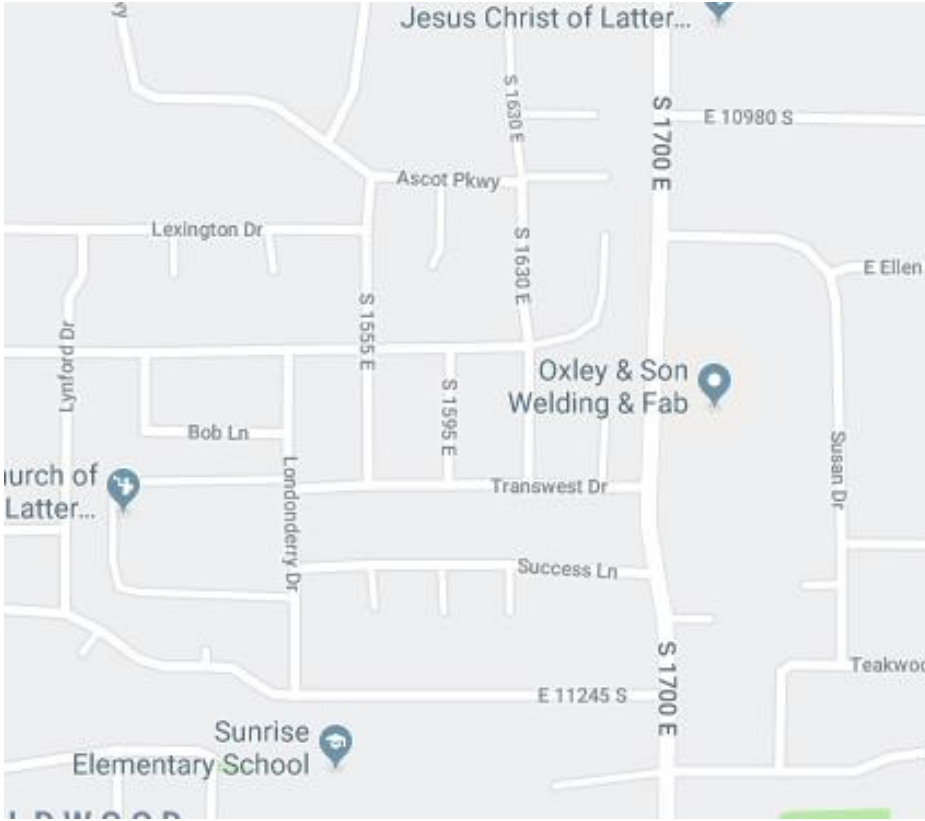 Jesus Christ of Latter...
S 1630 E
S 1700 E
E 10980 S
Ascot Pkwy
Lexington Dr
S 1630 E
E Ellen
S 1555 E
Lynford Dr
Oxley & Son
Welding & Fab
S 1595 E
Bob Ln
Susan Dr
urch of
Latter...
Londonderry Dr
Transwest Dr
Success Ln
S 1700 E
Teakwoo
E 11245 S
Sunrise
Elementary School